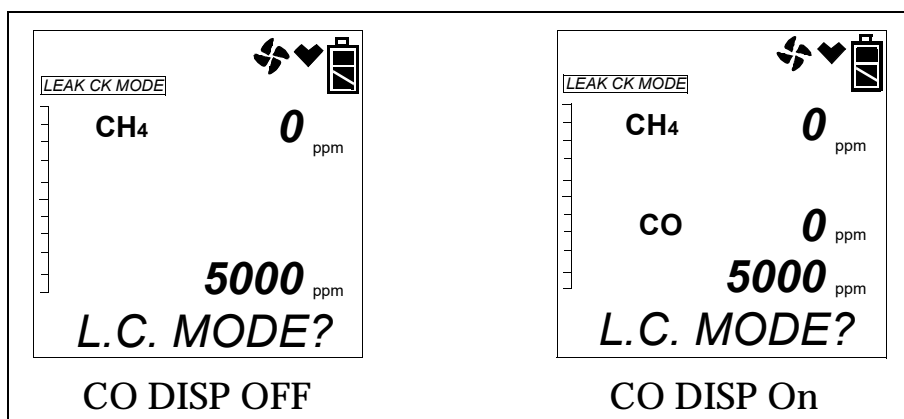 LEAK CK MODE
CH4 0 ppm
5000 ppm
L.C. MODE?
CO DISP OFF
LEAK CK MODE
CH4 0 ppm
CO 0 ppm
5000 ppm
L.C. MODE?
CO DISP On